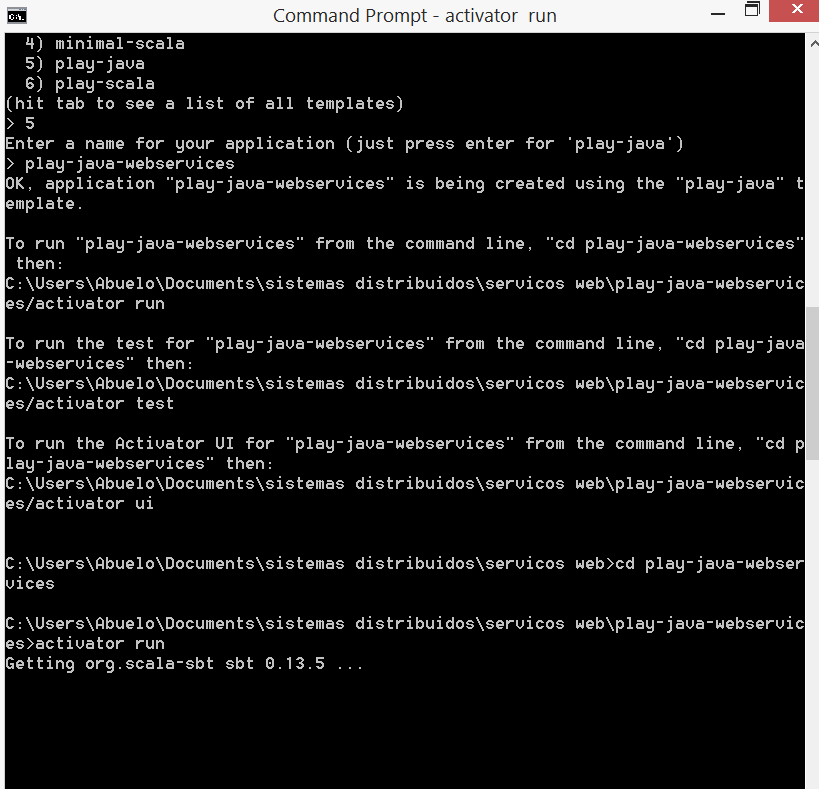 Command Prompt - activator run
4) minimal-scala
5) play-java
6) play-scala
(hit tab to see a list of all templates)
> 5
Enter a name for your application (just press enter for 'play-java')
> play-java-webservices
OK, application "play-java-webservices" is being created using the "play-java" t
emplate.
To run "play-java-webservices" from the command line, "cd play-java-webservices"
then:
C:\Users\Abuelo\Documents\sistemas distribuidos\servicos web\play-java-webservic
es/activator run
To run the test for "play-java-webservices" from the command line, "cd play-java
-webservices" then:
C:\Users\Abuelo\Documents\sistemas distribuidos\servicos web\play-java-webservic
es/activator test
To run the Activator UI for "play-java-webservices" from the command line, "cd p
lay-java-webservices" then:
C:\Users\Abuelo\Documents\sistemas distribuidos\servicos web\play-java-webservic
es/activator ui
C:\Users\Abuelo\Documents\sistemas distribuidos\servicos web>cd play-java-webser
vices
C:\Users\Abuelo\Documents\sistemas distribuidos\servicos web\play-java-webservic
es>activator run
Getting org.scala-sbt sbt 0.13.5 ...